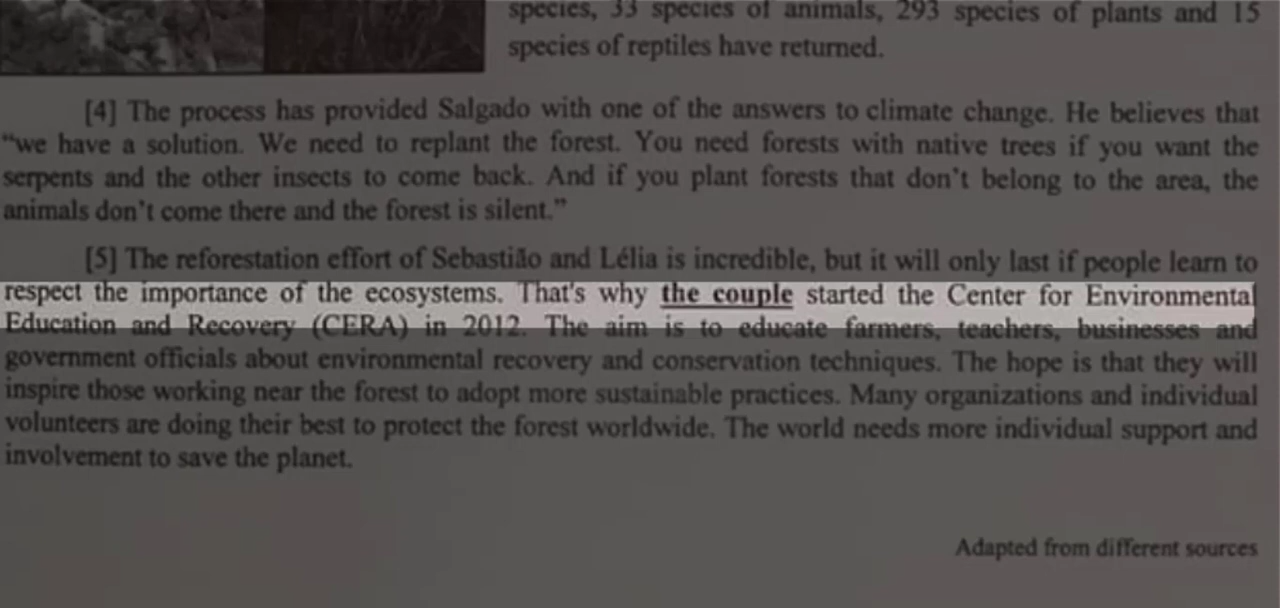 species, 33 species of animals, 293 species of plants and 15
species of reptiles have returned.
[4] The process has provided Salgado with one of the answers to climate change. He believes that
“we have a solution. We need to replant the forest. You need forests with native trees if you want the
serpents and the other insects to come back. And if you plant forests that don’t belong to the area, the
animals don’t come there and the forest is silent.”
[5] The reforestation effort of Sebastião and Lélia is incredible, but it will only last if people learn to
respect the importance of the ecosystems. That's why the couple started the Center for Environmental
Education and Recovery (CERA) in 2012. The aim is to educate farmers, teachers, businesses and
government officials about environmental recovery and conservation techniques. The hope is that they will
inspire those working near the forest to adopt more sustainable practices. Many organizations and individual
volunteers are doing their best to protect the forest worldwide. The world needs more individual support and
involvement to save the planet.
Adapted from different sources